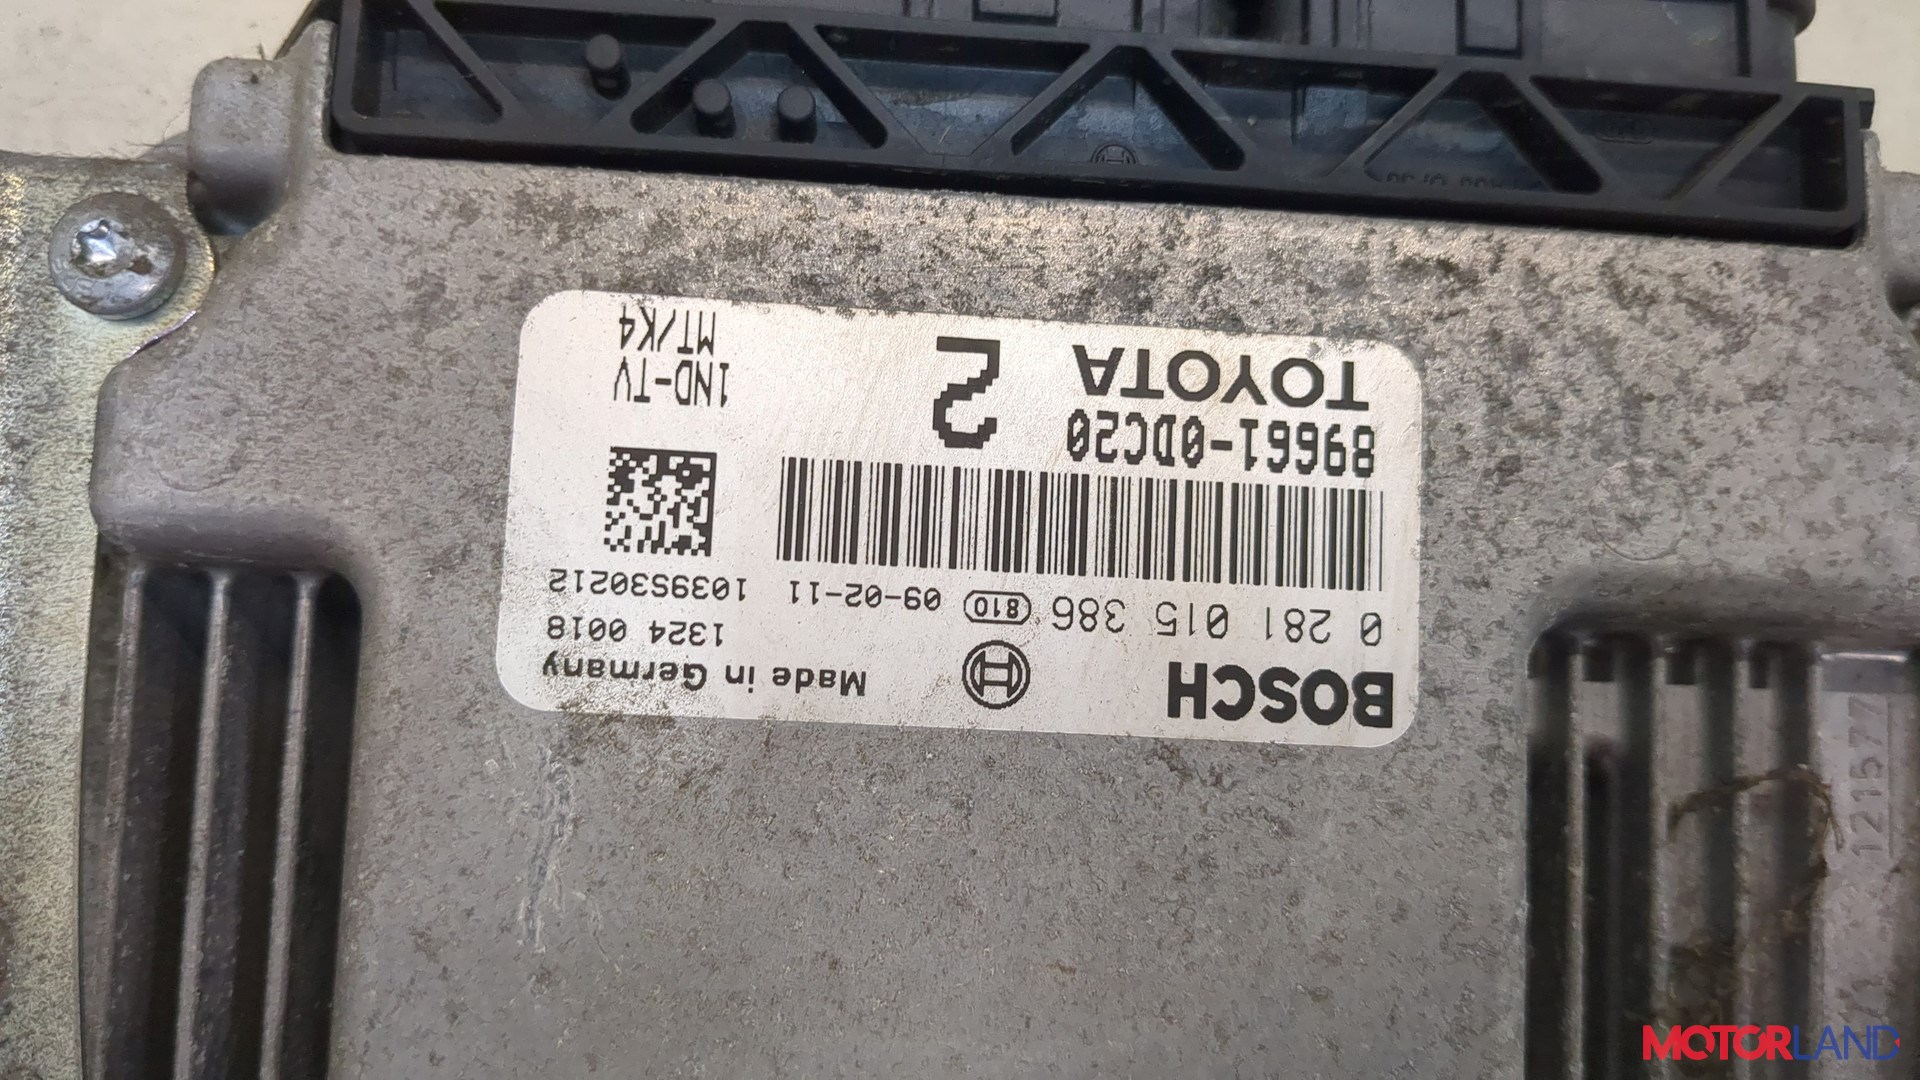 BOSCH
Made in Germany
1324 0018
0 281 015 386 810 09-02-11 1039S30212
89661-0DC20
TOYOTA
2
1ND-TV
MT/K4
121577
MOTORLAND